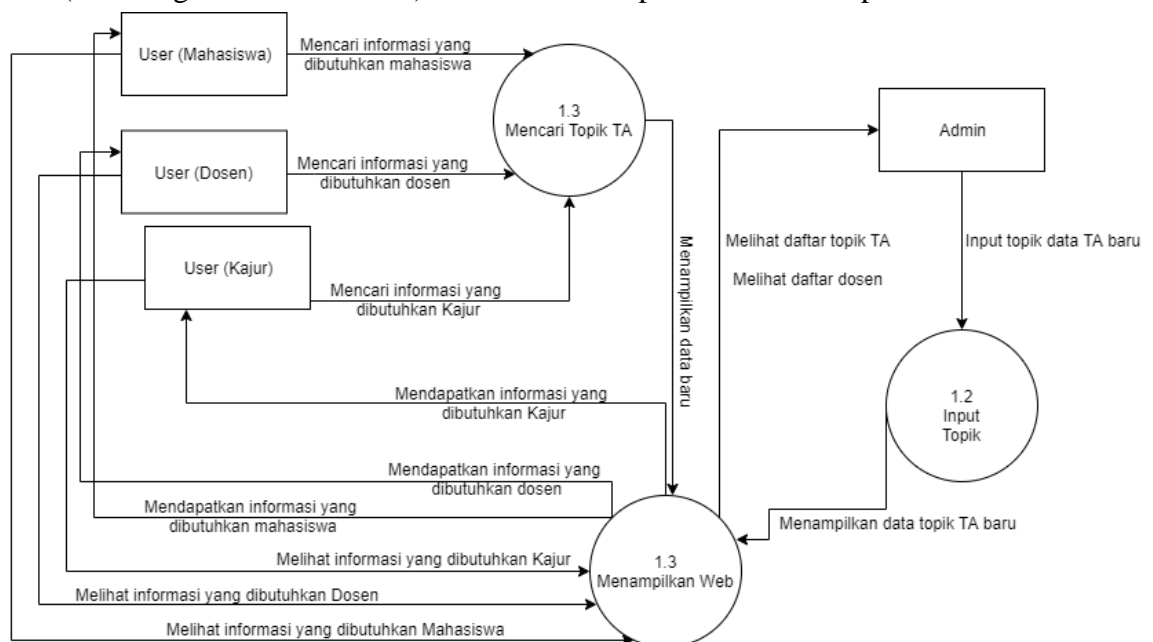 User (Mahasiswa)
Mencari informasi yang
dibutuhkan mahasiswa
1.3
Mencari Topik TA
Admin
User (Dosen)
Mencari informasi yang
dibutuhkan dosen
User (Kajur)
Mencari informasi yang
dibutuhkan Kajur
Menampilkan data baru
Melihat daftar topik TA
Melihat daftar dosen
Input topik data TA baru
1.2
Input
Topik
Mendapatkan informasi yang
dibutuhkan Kajur
Mendapatkan informasi yang
dibutuhkan dosen
Mendapatkan informasi yang
dibutuhkan mahasiswa
Menampilkan data topik TA baru
1.3
Menampilkan Web
Melihat informasi yang dibutuhkan Kajur
Melihat informasi yang dibutuhkan Dosen
Melihat informasi yang dibutuhkan Mahasiswa